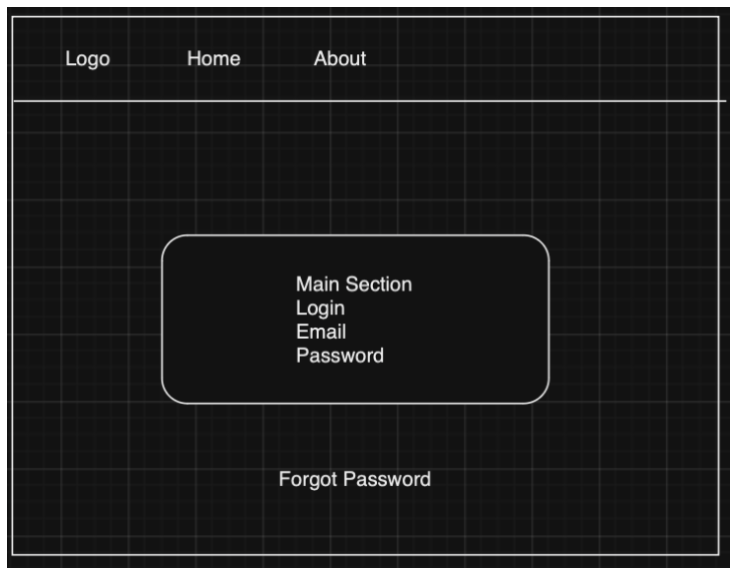 Logo Home About
Main Section
Login
Email
Password
Forgot Password